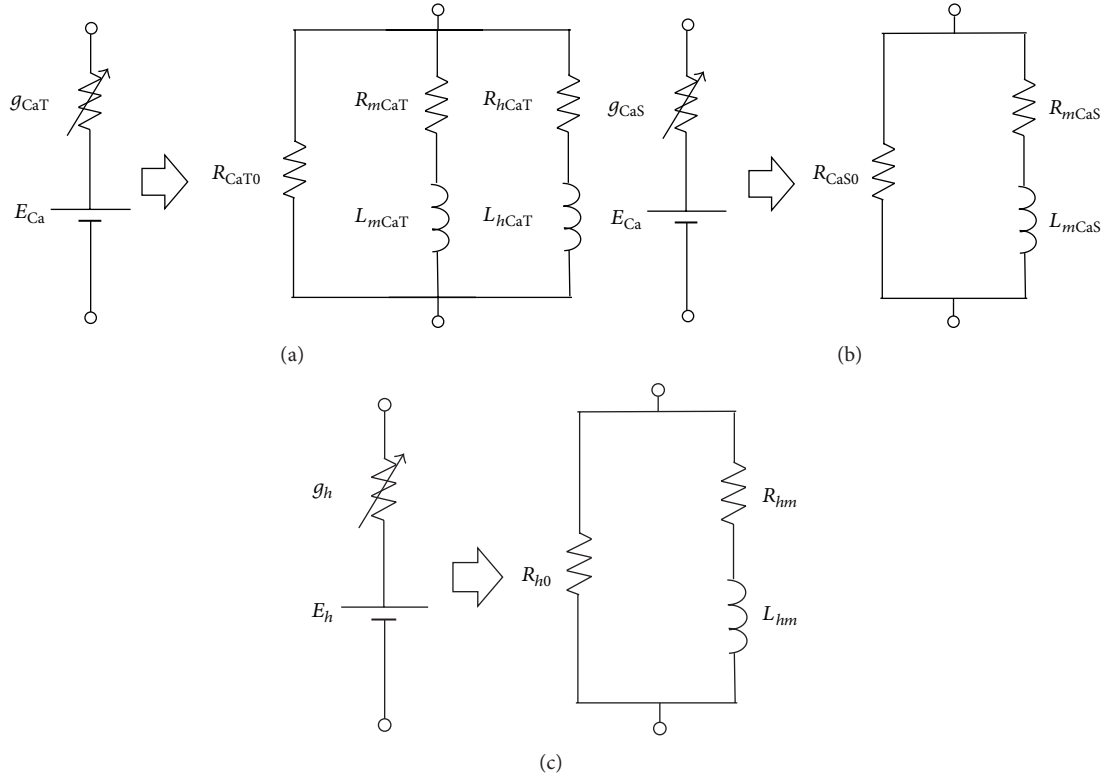 g_CaT
E_Ca
R_CaT0
R_mCaT
L_mCaT
R_hCaT
L_hCaT
(a)
g_CaS
E_Ca
R_CaS0
R_mCaS
L_mCaS
(b)
g_h
E_h
R_h0
R_hm
L_hm
(c)